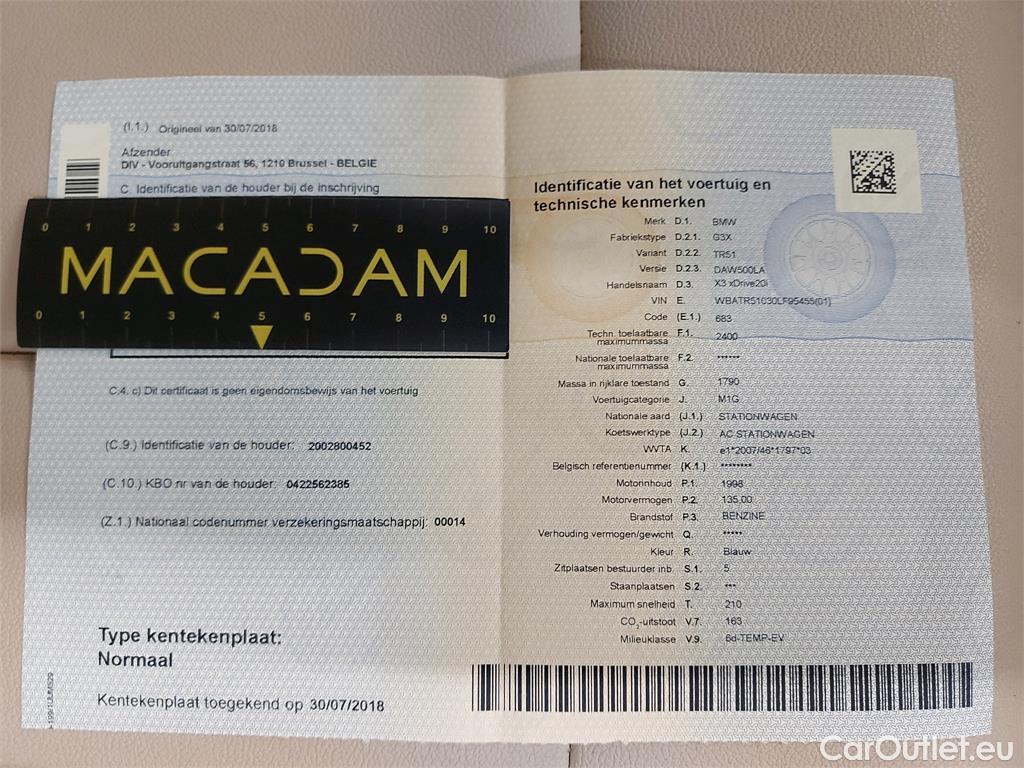 (I.1.) Origineel van 30/07/2018
Afzender:
DIV - Vooruitgangstraat 56, 1210 Brussel - BELGIE
C. Identificatie van de houder bij de inschrijving
0 1 2 3 4 5 6 7 8 9 10
MACADAM
0 1 2 3 4 5 6 7 8 9 10
C.4. c) Dit certificaat is geen eigendomsbewijs van het voertuig
(C.9.) Identificatie van de houder: 2002800452
(C.10.) KBO nr van de houder: 0422562385
(Z.1.) Nationaal codenummer verzekeringsmaatschappij: 00014
Type kentekenplaat:
Normaal
Kentekenplaat toegekend op 30/07/2018
Identificatie van het voertuig en
technische kenmerken
Merk D.1. BMW
Fabriekstype D.2.1. G3X
Variant D.2.2. TR51
Versie D.2.3. DAW500LA
Handelsnaam D.3. X3 xDrive20i
VIN E. WBATR51030LF95455(01)
Code (E.1.) 683
Techn. toelaatbare F.1. 2400
maximummassa
Nationale toelaatbare F.2. ******
maximummassa
Massa in rijklare toestand G. 1790
Voertuigcategorie J. M1G
Nationale aard (J.1.) STATIONWAGEN
Koetswerktype (J.2.) AC STATIONWAGEN
WVTA K. e1*2007/46*1797*03
Belgisch referentienummer (K.1.) ********
Motorinhoud P.1. 1998
Motorvermogen P.2. 135,00
Brandstof P.3. BENZINE
Verhouding vermogen/gewicht Q. *****
Kleur R. Blauw
Zitplaatsen bestuurder inb. S.1. 5
Staanplaatsen S.2. ***
Maximum snelheid T. 210
CO₂-uitstoot V.7. 163
Milieuklasse V.9. 6d-TEMP-EV
CarOutlet.eu